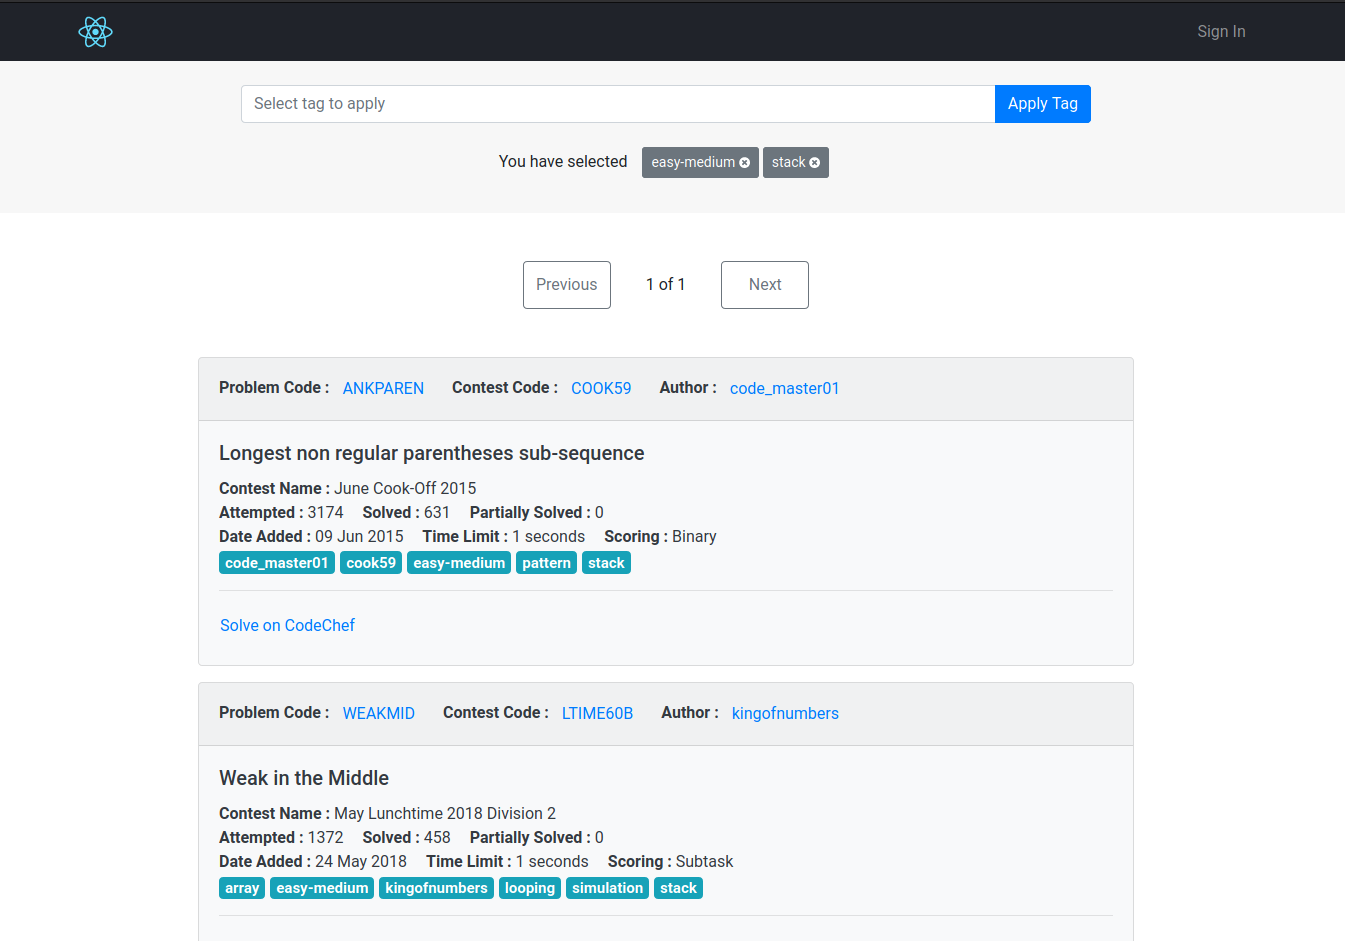 Sign In
Select tag to apply
Apply Tag
You have selected easy-medium stack
Previous 1 of 1 Next
Problem Code : ANKPAREN Contest Code : COOK59 Author : code_master01
Longest non regular parentheses sub-sequence
Contest Name : June Cook-Off 2015
Attempted : 3174 Solved : 631 Partially Solved : 0
Date Added : 09 Jun 2015 Time Limit : 1 seconds Scoring : Binary
code_master01 cook59 easy-medium pattern stack
Solve on CodeChef
Problem Code : WEAKMID Contest Code : LTIME60B Author : kingofnumbers
Weak in the Middle
Contest Name : May Lunchtime 2018 Division 2
Attempted : 1372 Solved : 458 Partially Solved : 0
Date Added : 24 May 2018 Time Limit : 1 seconds Scoring : Subtask
array easy-medium kingofnumbers looping simulation stack